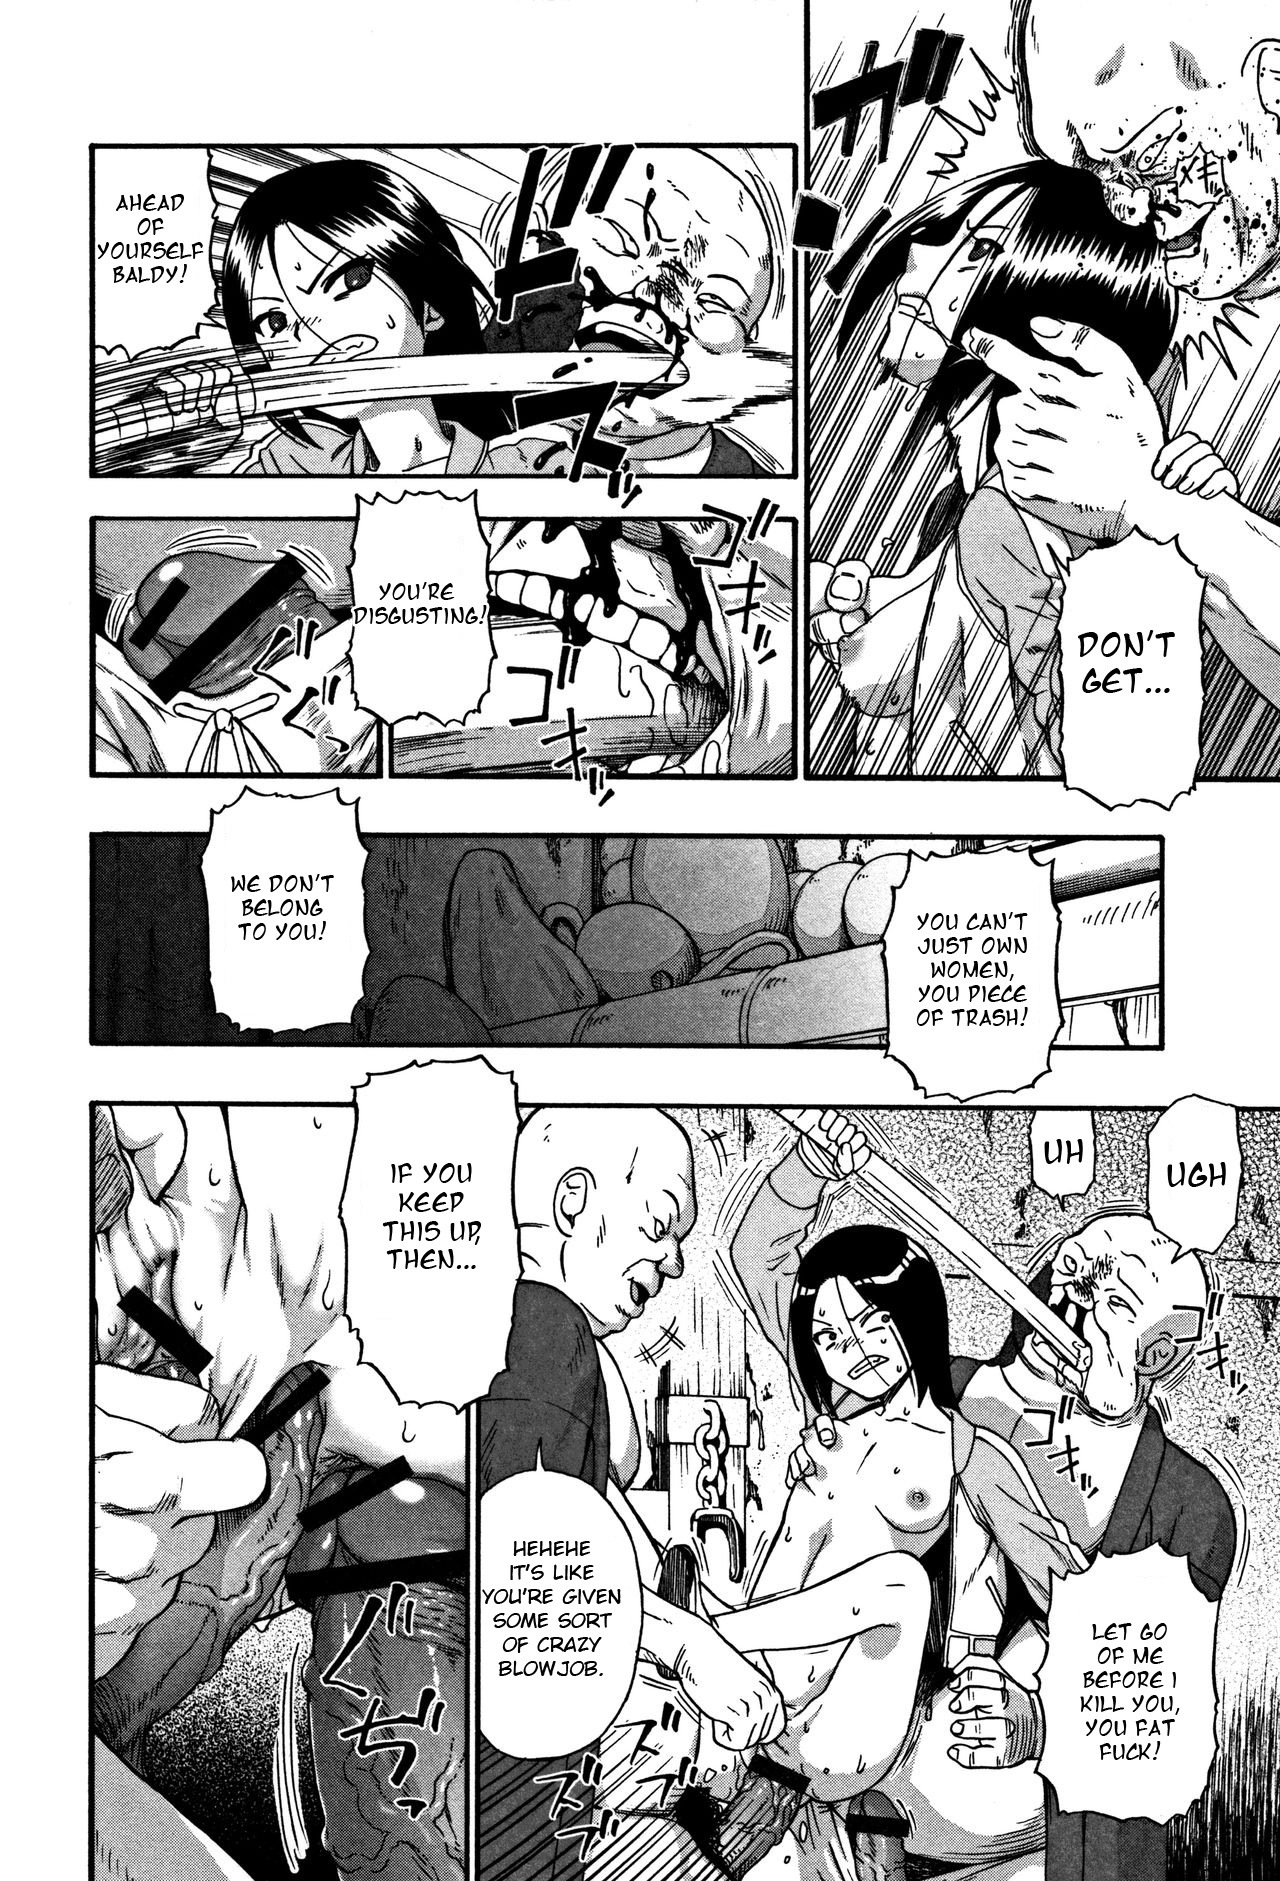 DON'T
GET...
AHEAD
OF
YOURSELF
BALDY!
YOU'RE
DISGUSTING!
YOU CAN'T
JUST OWN
WOMEN,
YOU PIECE
OF TRASH!
WE DON'T
BELONG
TO YOU!
UGH
UH
LET GO
OF ME
BEFORE I
KILL YOU,
YOU FAT
FUCK!
HEHEHE
IT'S LIKE
YOU'RE GIVEN
SOME SORT
OF CRAZY
BLOWJOB.
IF YOU
KEEP
THIS UP,
THEN...